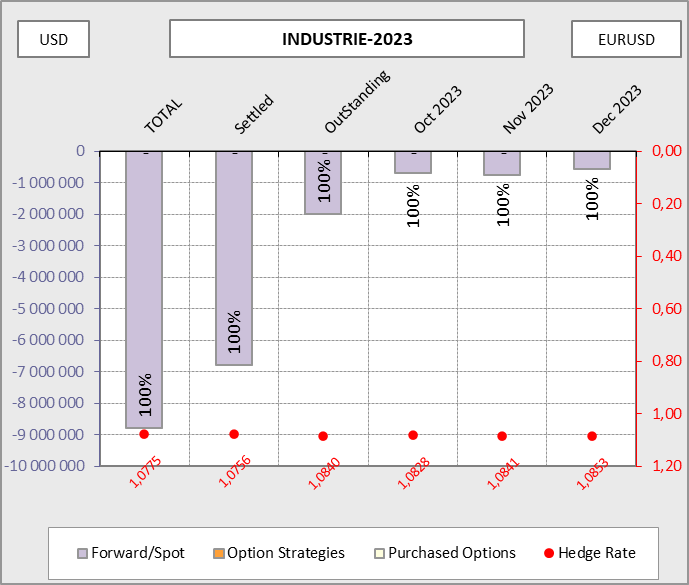 USD
INDUSTRIE-2023
EURUSD
TOTAL
Settled
OutStanding
Oct 2023
Nov 2023
Dec 2023
0
-1 000 000
-2 000 000
-3 000 000
-4 000 000
-5 000 000
-6 000 000
-7 000 000
-8 000 000
-9 000 000
-10 000 000
100%
100%
100%
100%
100%
100%
0,00
0,20
0,40
0,60
0,80
1,00
1,20
1,0775
1,0756
1,0840
1,0828
1,0841
1,0853
Forward/Spot
Option Strategies
Purchased Options
Hedge Rate